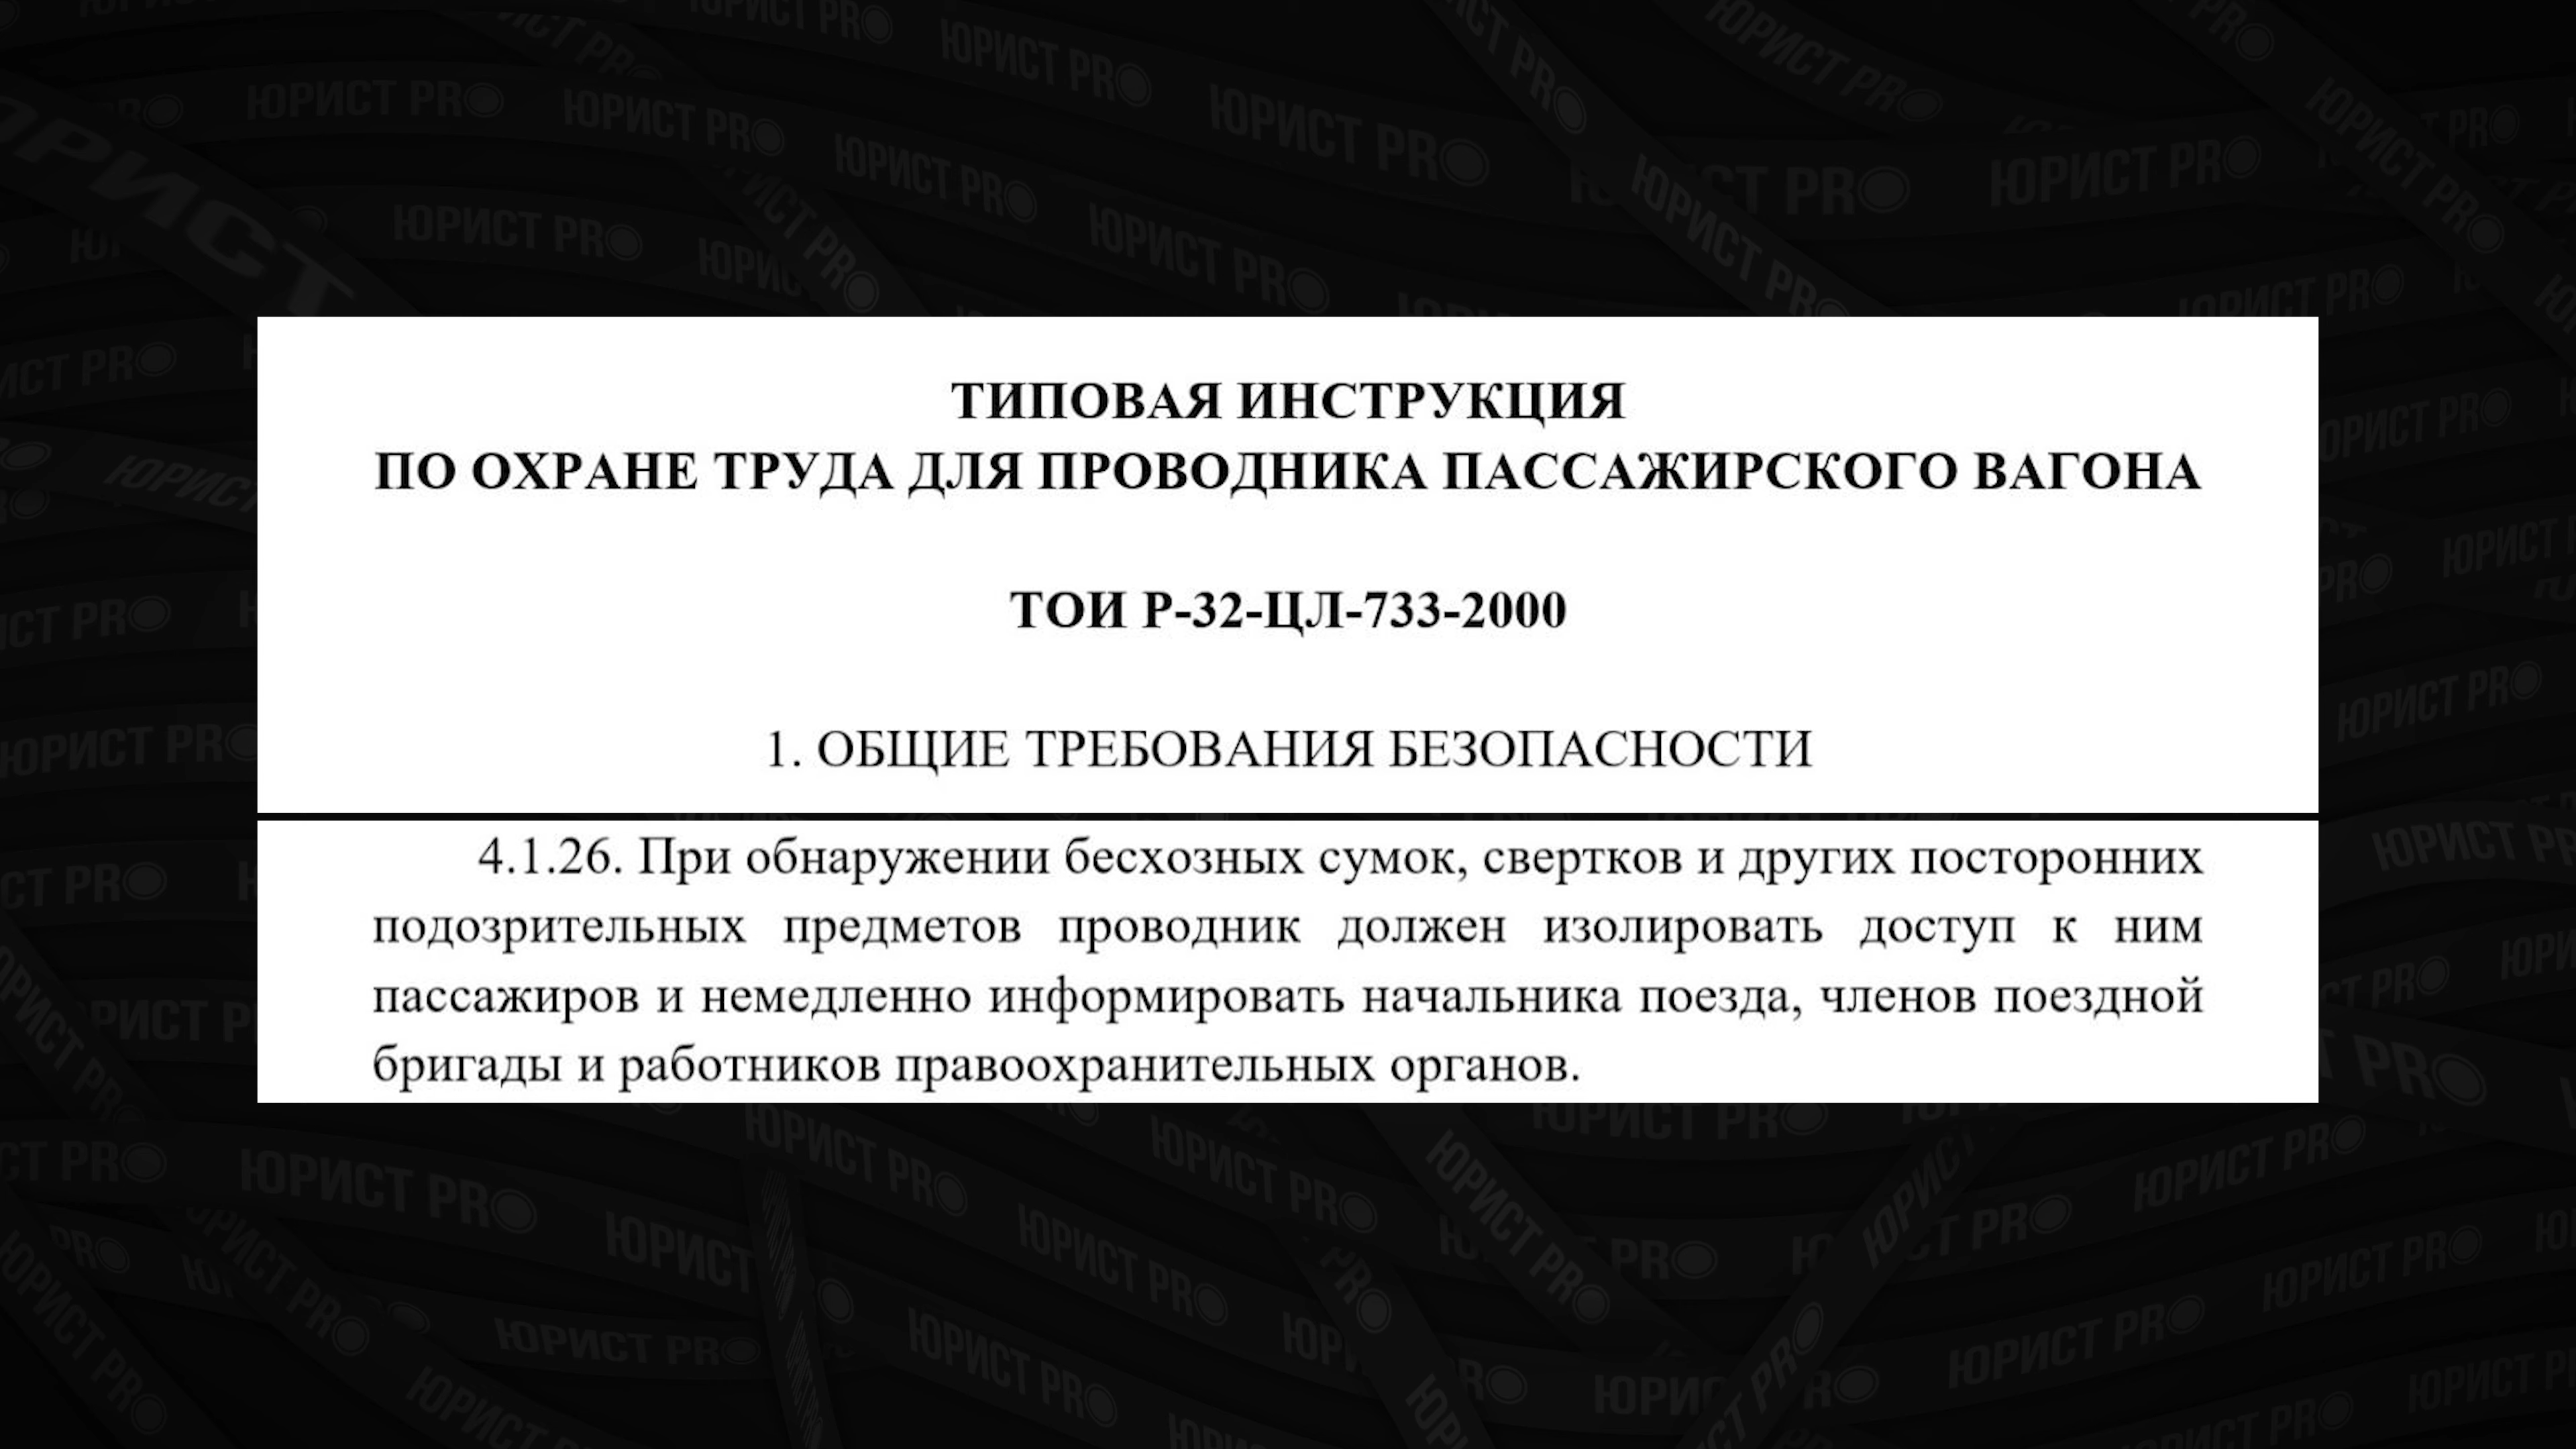 ТИПОВАЯ ИНСТРУКЦИЯ
ПО ОХРАНЕ ТРУДА ДЛЯ ПРОВОДНИКА ПАССАЖИРСКОГО ВАГОНА
ТОИ Р-32-ЦЛ-733-2000
1. ОБЩИЕ ТРЕБОВАНИЯ БЕЗОПАСНОСТИ
4.1.26. При обнаружении бесхозных сумок, свертков и других посторонних
подозрительных предметов проводник должен изолировать доступ к ним
пассажиров и немедленно информировать начальника поезда, членов поездной
бригады и работников правоохранительных органов.